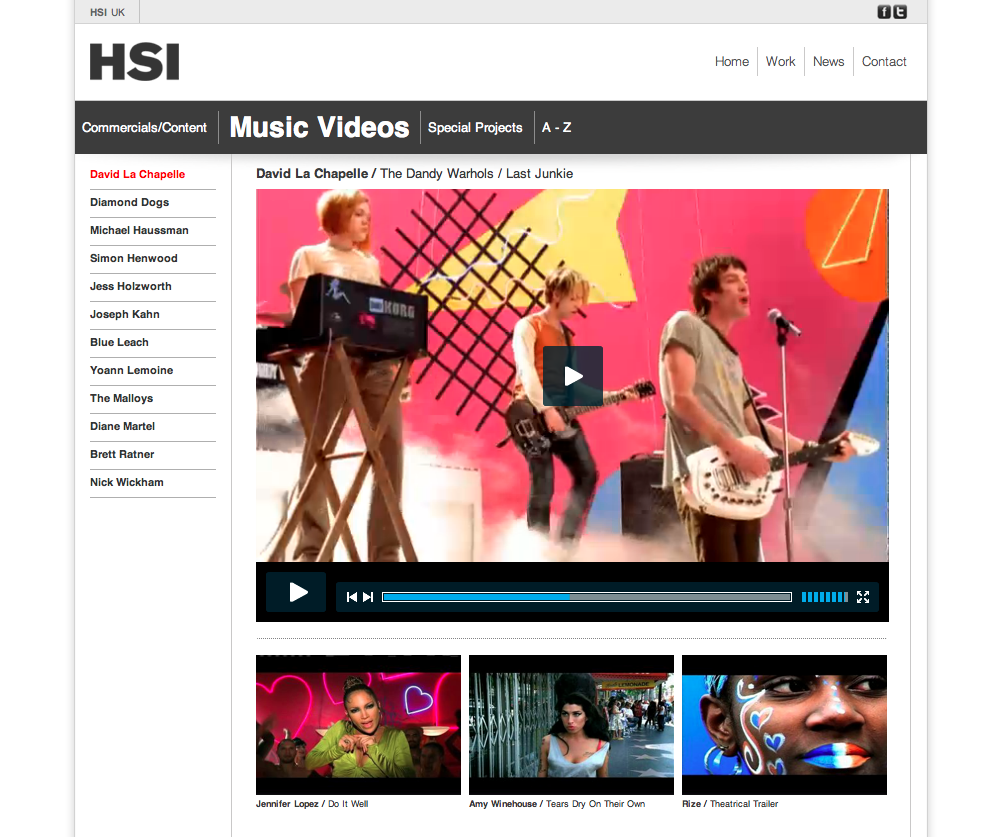 HSI UK
HSI
Home Work News Contact
Commercials/Content Music Videos Special Projects A - Z
David La Chapelle
Diamond Dogs
Michael Haussman
Simon Henwood
Jess Holzworth
Joseph Kahn
Blue Leach
Yoann Lemoine
The Malloys
Diane Martel
Brett Ratner
Nick Wickham
David La Chapelle / The Dandy Warhols / Last Junkie
KORG
LEMONADE
Jennifer Lopez / Do It Well
Amy Winehouse / Tears Dry On Their Own
Rize / Theatrical Trailer